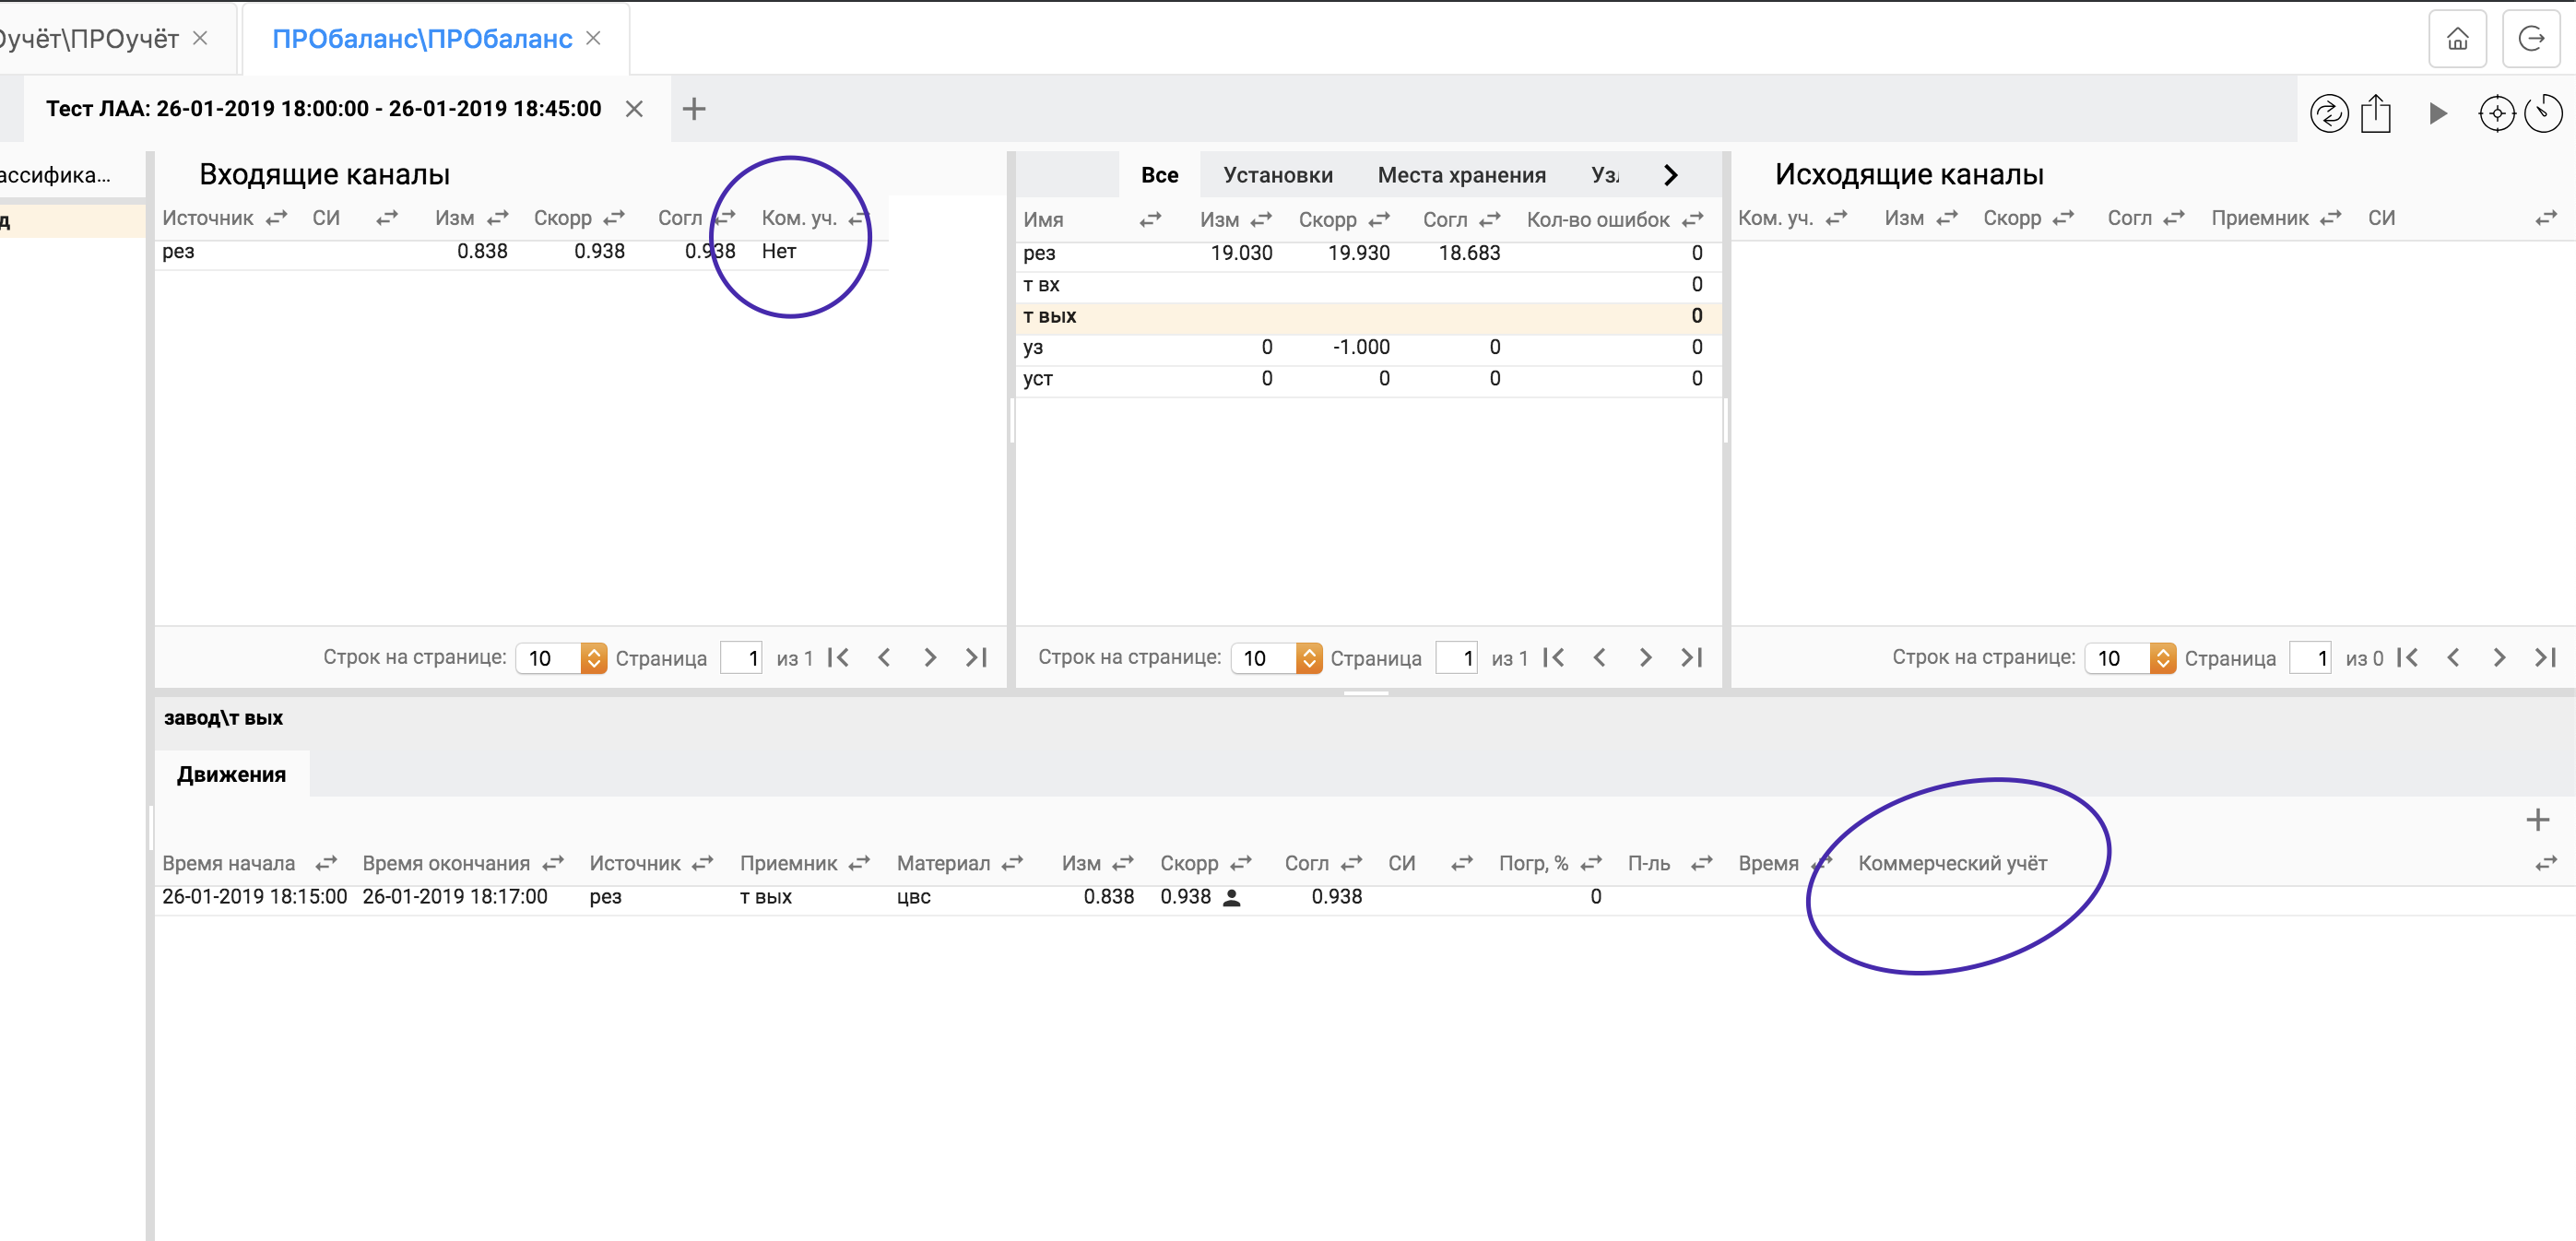 Оучёт\ПРОучёт
ПРОбаланс\ПРОбаланс
Тест ЛАА: 26-01-2019 18:00:00 - 26-01-2019 18:45:00
ассифика...
д
Входящие каналы
Источник СИ Изм Скорр Согл Ком. уч.
рез 0.838 0.938 0.938 Нет
Строк на странице: 10 Страница 1 из 1
Все Установки Места хранения Узл
Имя Изм Скорр Согл Кол-во ошибок
рез 19.030 19.930 18.683 0
т вх 0
т вых 0
уз 0 -1.000 0 0
уст 0 0 0 0
Строк на странице: 10 Страница 1 из 1
Исходящие каналы
Ком. уч. Изм Скорр Согл Приемник СИ
Строк на странице: 10 Страница 1 из 0
завод\т вых
Движения
Время начала Время окончания Источник Приемник Материал Изм Скорр Согл СИ Погр, % П-ль Время Коммерческий учёт
26-01-2019 18:15:00 26-01-2019 18:17:00 рез т вых цвс 0.838 0.938 0.938 0